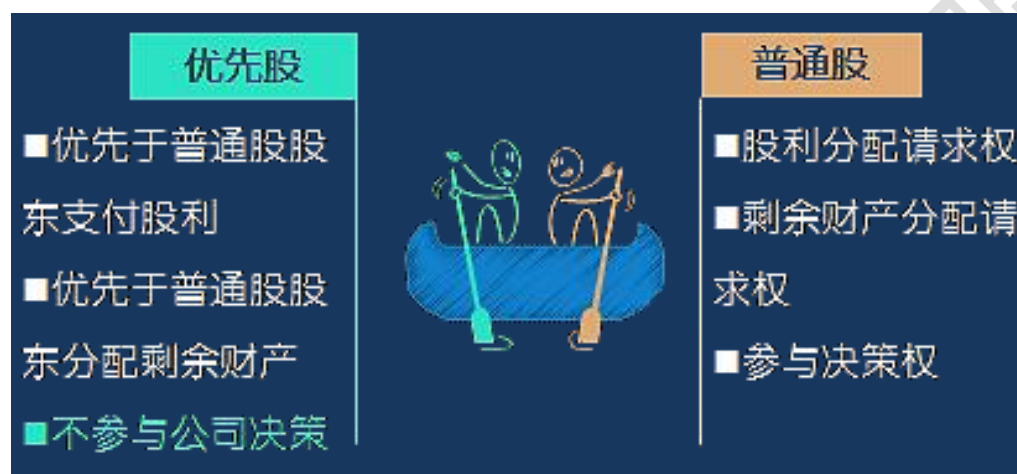 优先股
■优先于普通股股
东支付股利
■优先于普通股股
东分配剩余财产
■不参与公司决策
普通股
■股利分配请求权
■剩余财产分配请
求权
■参与决策权